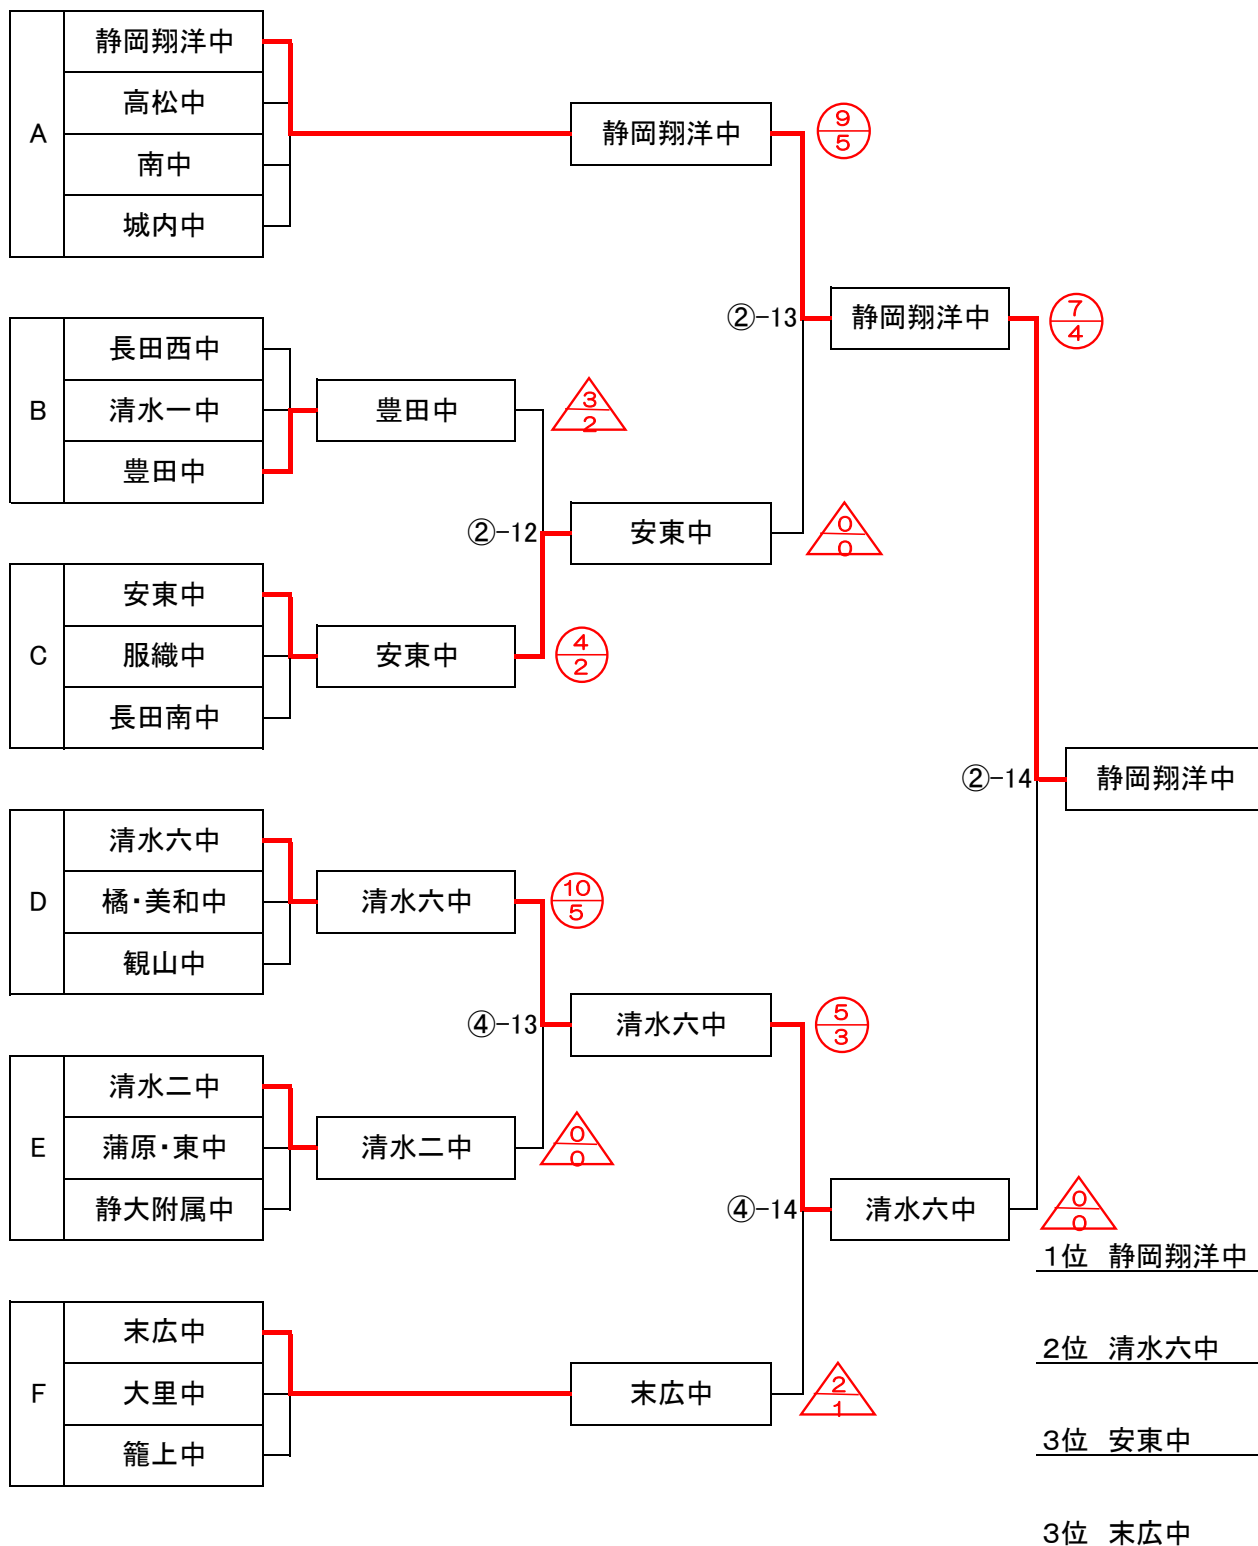 A
静岡翔洋中
高松中
南中
城内中
B
長田西中
清水一中
豊田中
C
安東中
服織中
長田南中
D
清水六中
橘・美和中
観山中
E
清水二中
蒲原・東中
静大附属中
F
末広中
大里中
籠上中
豊田中
3
2
②-12
安東中
4
2
清水六中
10
5
④-13
清水二中
0
0
静岡翔洋中
9
5
②-13
安東中
0
0
清水六中
5
3
④-14
末広中
2
1
静岡翔洋中
7
4
②-14
清水六中
0
0
静岡翔洋中
1位 静岡翔洋中
2位 清水六中
3位 安東中
3位 末広中